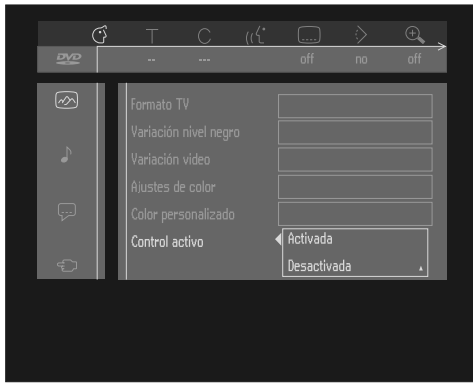 T C
DVD -- --- off no off
Formato TV
Variación nivel negro
Variación video
Ajustes de color
Color personalizado
Control activo Activada
Desactivada